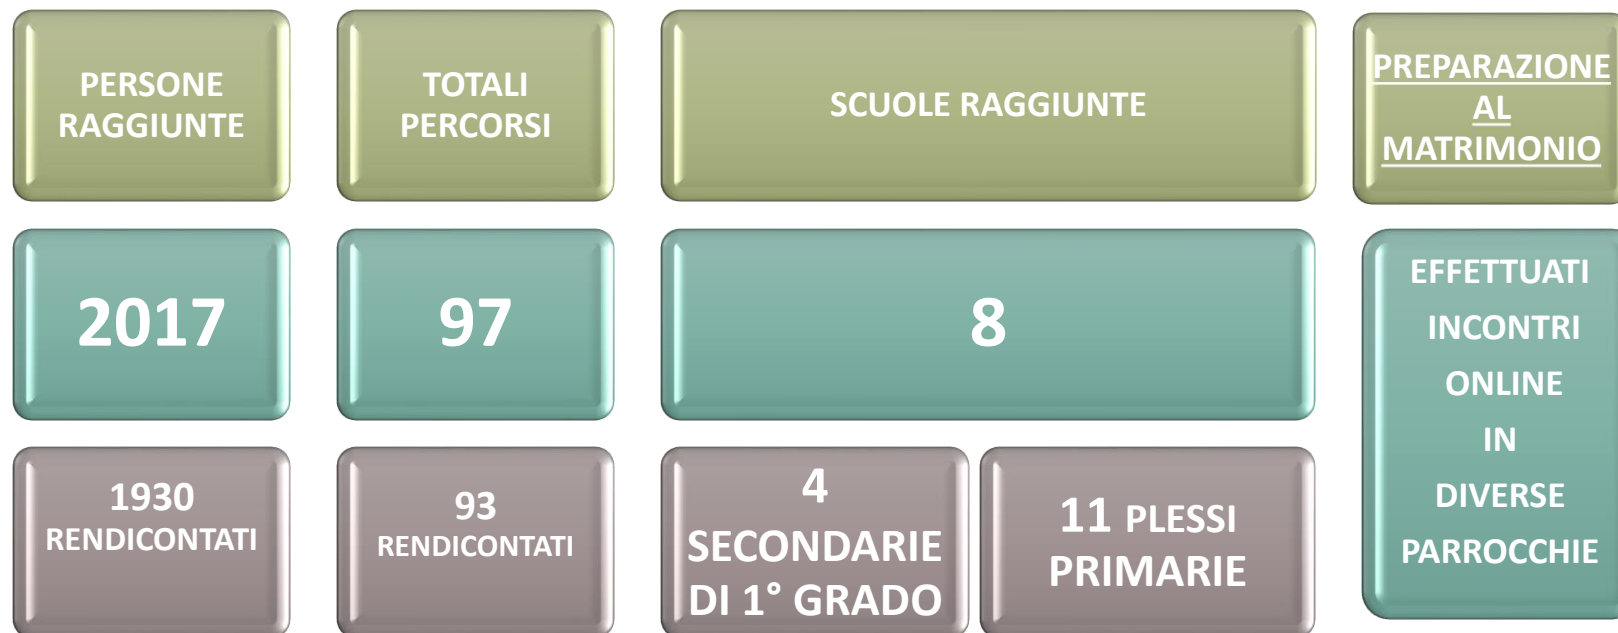 PERSONE
RAGGIUNTE
TOTALI
PERCORSI
SCUOLE RAGGIUNTE
PREPARAZIONE
AL
MATRIMONIO
2017
97
8
EFFETTUATI
INCONTRI
ONLINE
IN
DIVERSE
PARROCCHIE
1930
RENDICONTATI
93
RENDICONTATI
4
SECONDARIE
DI 1° GRADO
11 PLESSI
PRIMARIE